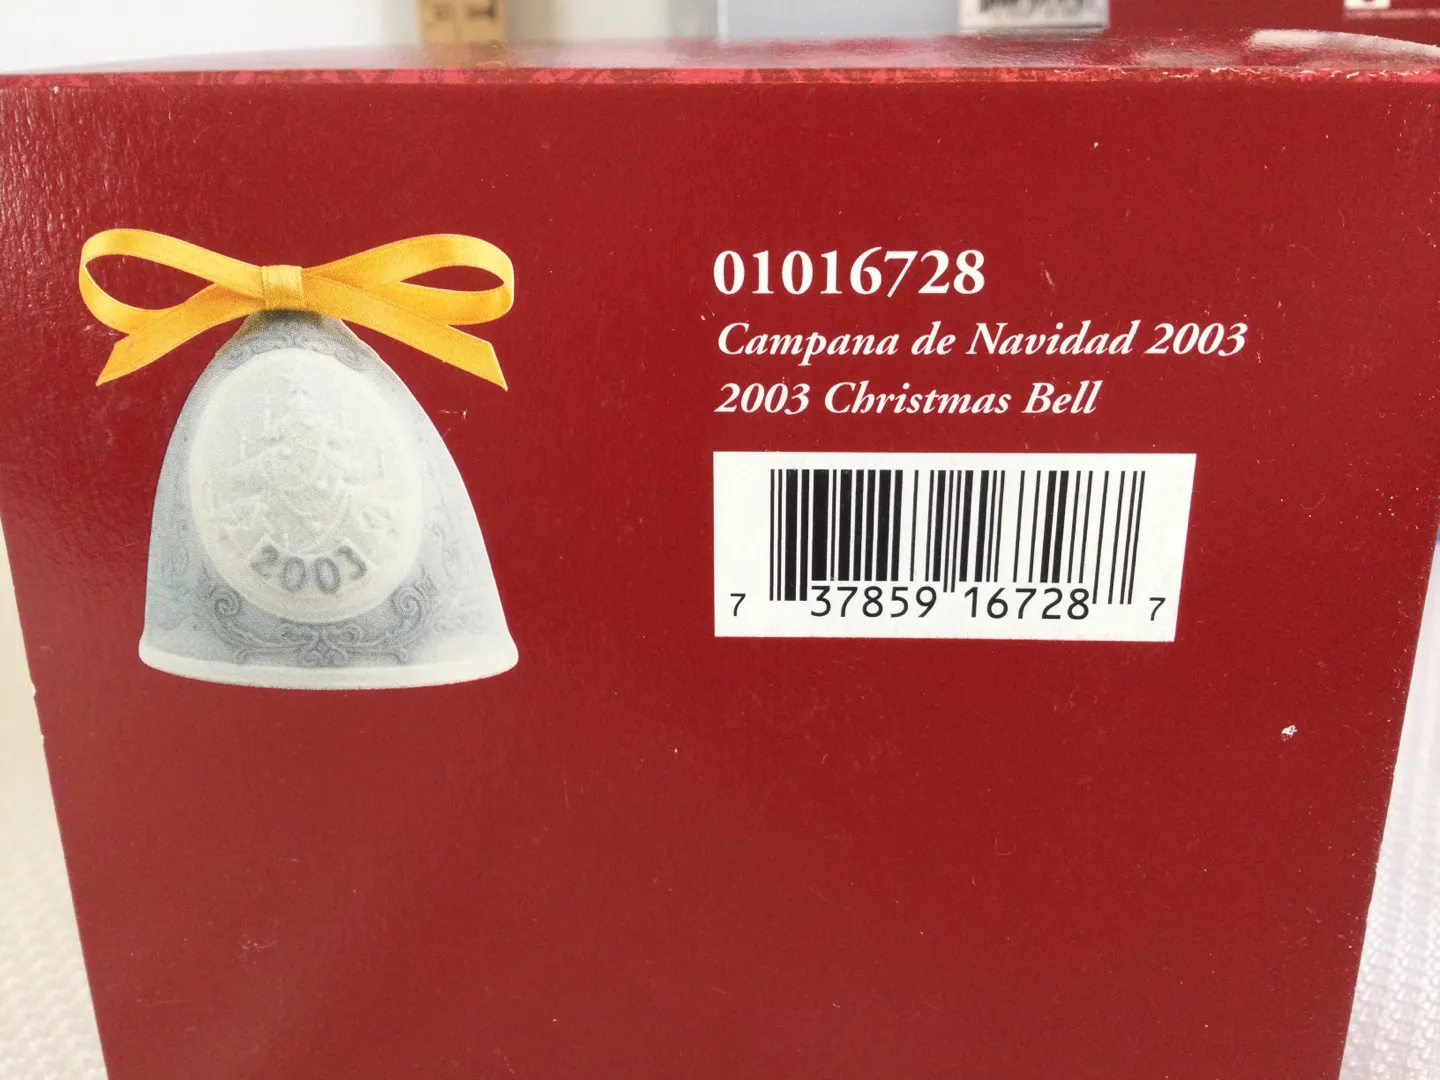 01016728
Campana de Navidad 2003
2003 Christmas Bell
7 37859 16728 7
2003